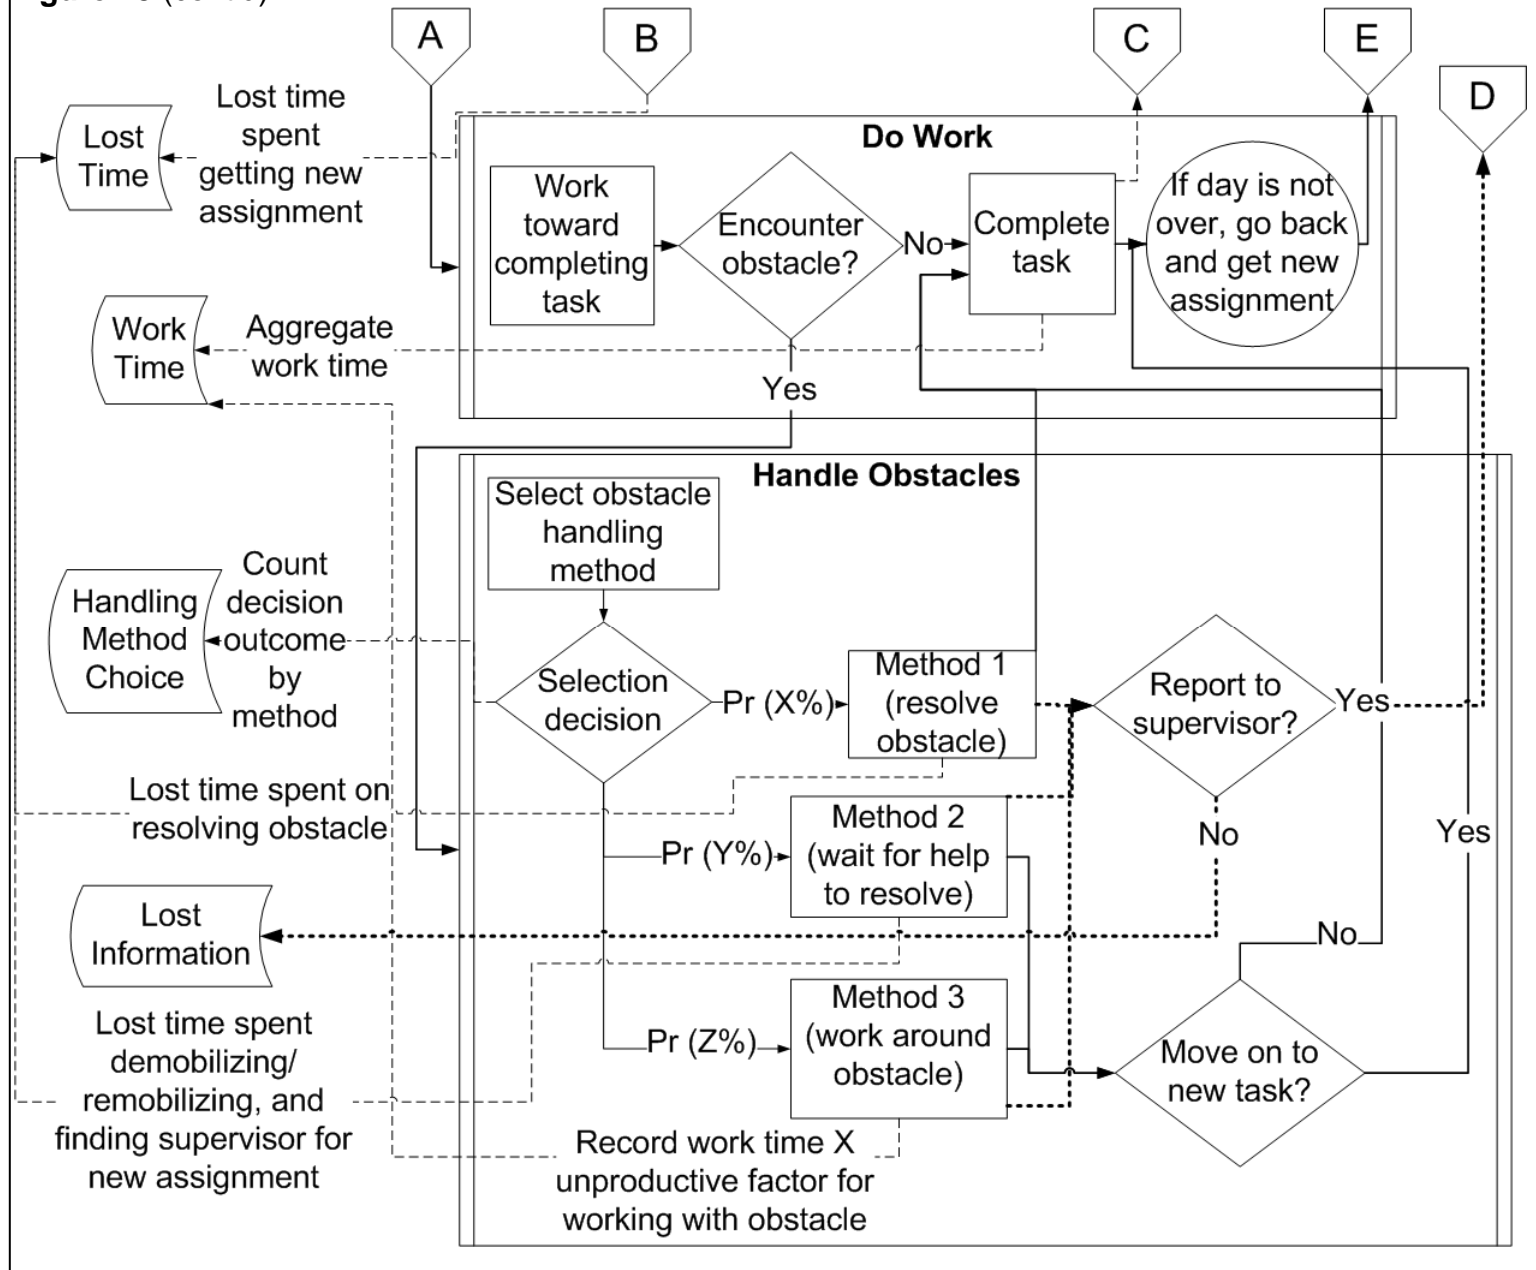 A
B
C
E
D
Lost time
spent
getting new
assignment
Lost
Time
Do Work
Work
toward
completing
task
Encounter
obstacle?
No
Complete
task
If day is not
over, go back
and get new
assignment
Work
Time
Aggregate
work time
Yes
Handle Obstacles
Select obstacle
handling
method
Handling
Method
Choice
Count
decision
outcome
by
method
Selection
decision
Pr (X%)
Method 1
(resolve
obstacle)
Report to
supervisor?
Yes
Lost time spent on
resolving obstacle
Pr (Y%)
Method 2
(wait for help
to resolve)
No
Yes
Lost
Information
No
Lost time spent
demobilizing/
remobilizing, and
finding supervisor for
new assignment
Pr (Z%)
Method 3
(work around
obstacle)
Move on to
new task?
Record work time X
unproductive factor for
working with obstacle